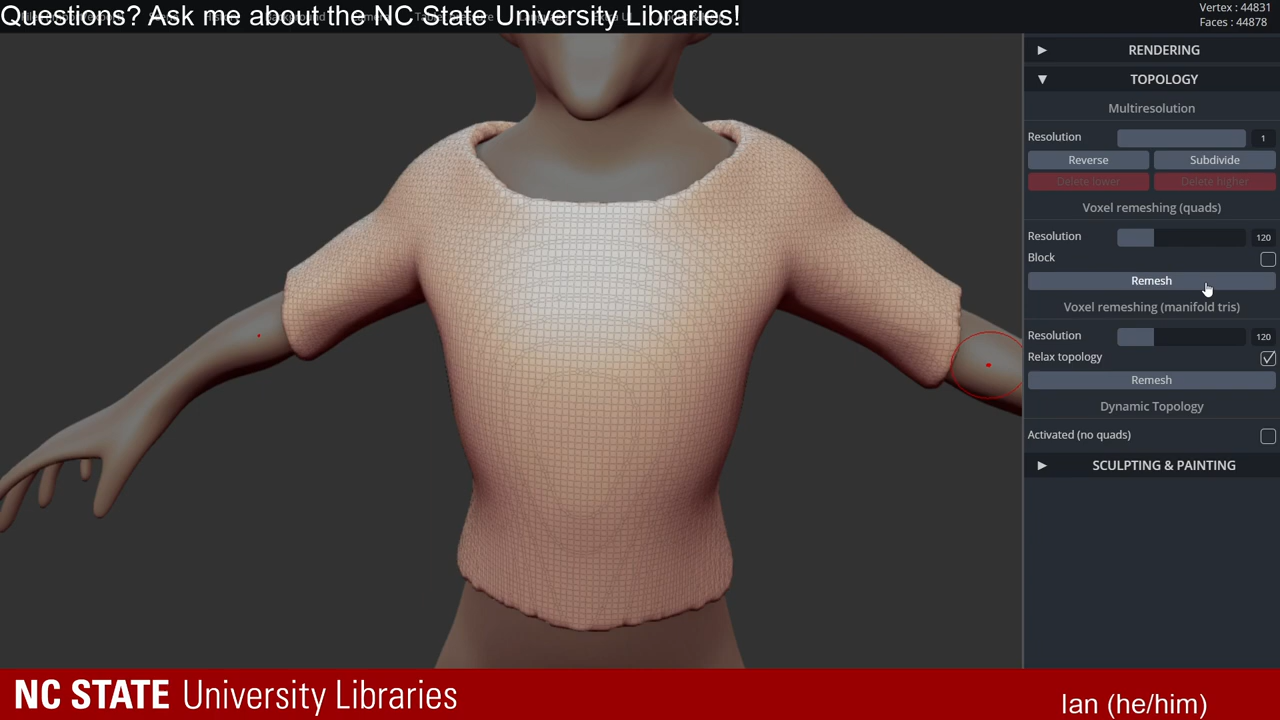 Questions? Ask me about the NC State University Libraries!
Vertex : 44831
Faces : 44878
RENDERING
TOPOLOGY
Multiresolution
Resolution 1
Reverse Subdivide
Delete lower Delete higher
Voxel remeshing (quads)
Resolution 120
Block
Remesh
Voxel remeshing (manifold tris)
Resolution 120
Relax topology
Remesh
Dynamic Topology
Activated (no quads)
SCULPTING & PAINTING
NC STATE University Libraries
Ian (he/him)